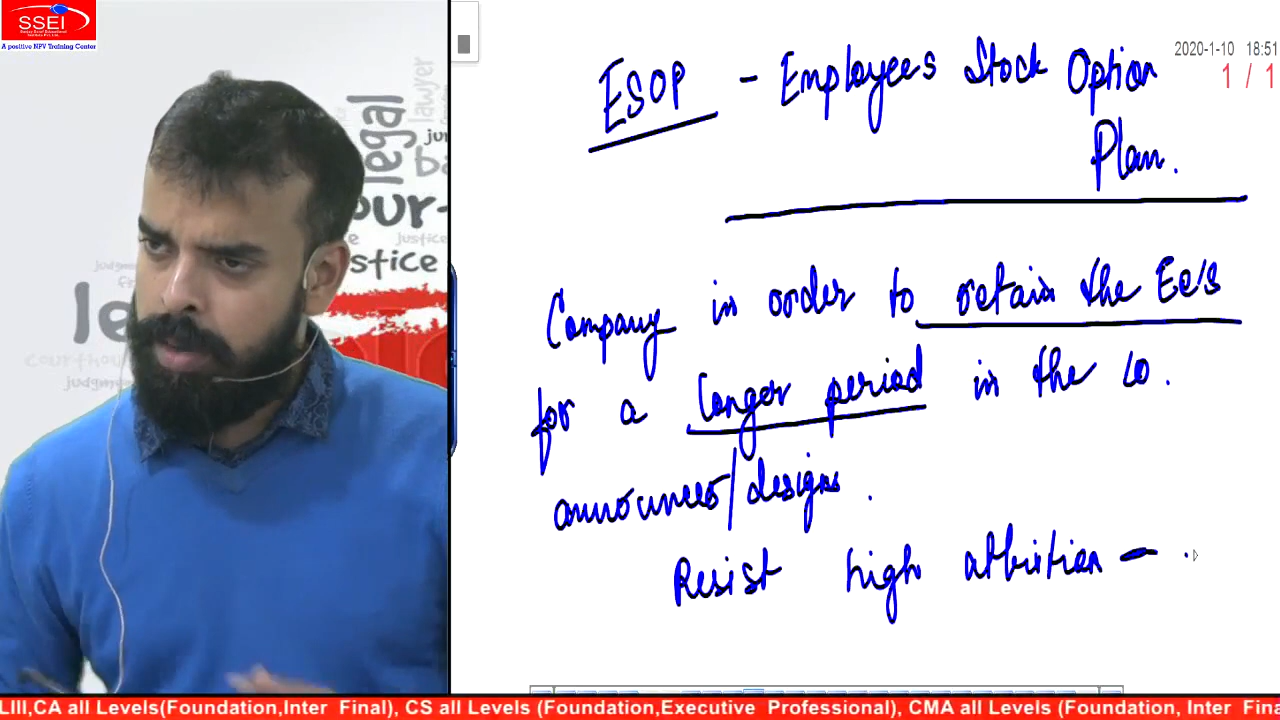 SSEI
A positive NPV Training Center
2020-1-10 18:51
1 / 1
ESOP - Employees Stock Option
Plan.
Company in order to retain the Ee's
for a longer period in the co.
announces/designs.
Resist high attrition -
legal
lawyer
justice
stice
judgment
LIII,CA all Levels(Foundation,Inter Final), CS all Levels (Foundation,Executive Professional), CMA all Levels (Foundation, Inter Fina